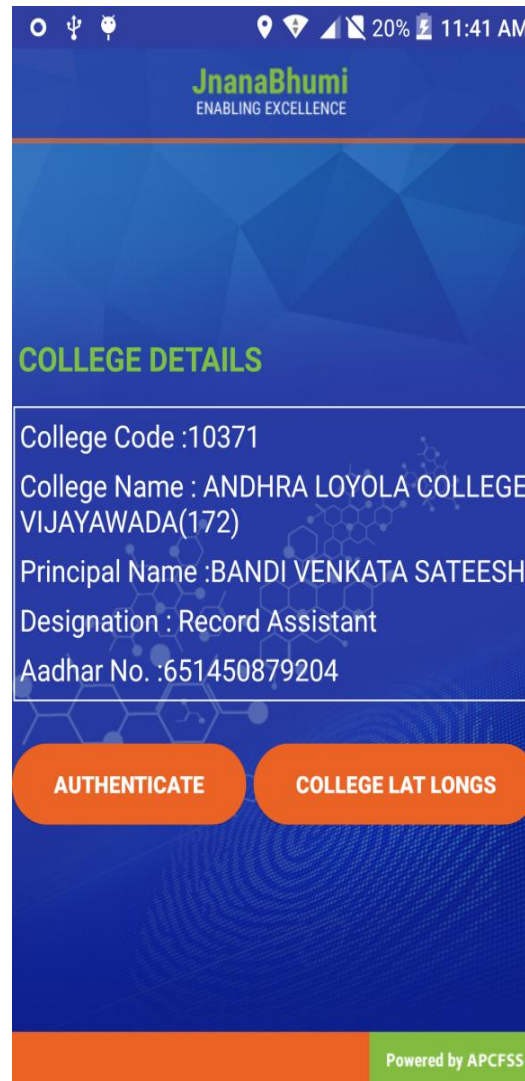 20% 11:41 AM
JnanaBhumi
ENABLING EXCELLENCE
COLLEGE DETAILS
College Code :10371
College Name : ANDHRA LOYOLA COLLEGE
VIJAYAWADA(172)
Principal Name :BANDI VENKATA SATEESH
Designation : Record Assistant
Aadhar No. :651450879204
AUTHENTICATE COLLEGE LAT LONGS
Powered by APCFSS